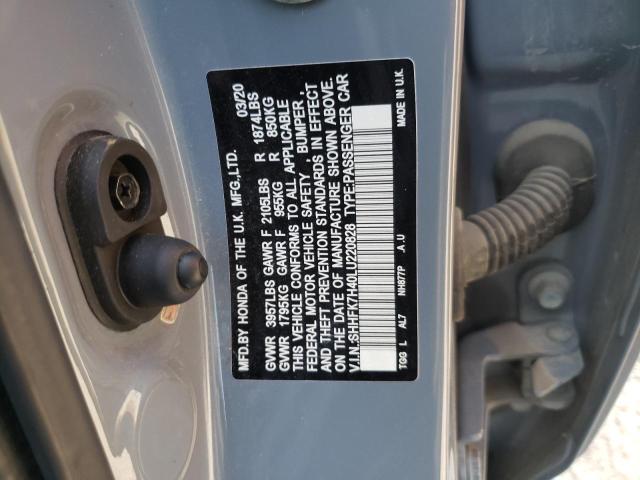 MFD.BY HONDA OF THE U.K. MFG.,LTD. 03/20
GVWR 3957LBS GAWR F 2105LBS R 1874LBS
GVWR 1795KG GAWR F 955KG R 850KG
THIS VEHICLE CONFORMS TO ALL APPLICABLE
FEDERAL MOTOR VEHICLE SAFETY, BUMPER,
AND THEFT PREVENTION STANDARDS IN EFFECT
ON THE DATE OF MANUFACTURE SHOWN ABOVE.
V.I.N.:SHHFK7H40LU220828 TYPE:PASSENGER CAR
TGG L AL7 NH877P A.U MADE IN U.K.